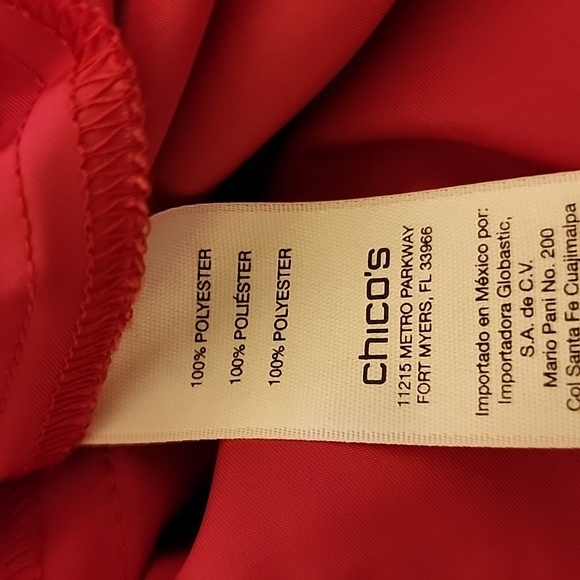 100% POLYESTER
100% POLIÉSTER
100% POLYESTER
chico's
11215 METRO PARKWAY
FORT MYERS, FL 33966
Importado en México por:
Importadora Globastic,
S.A. de C.V.
Mario Pani No. 200
Col Santa Fe Cuajimalpa